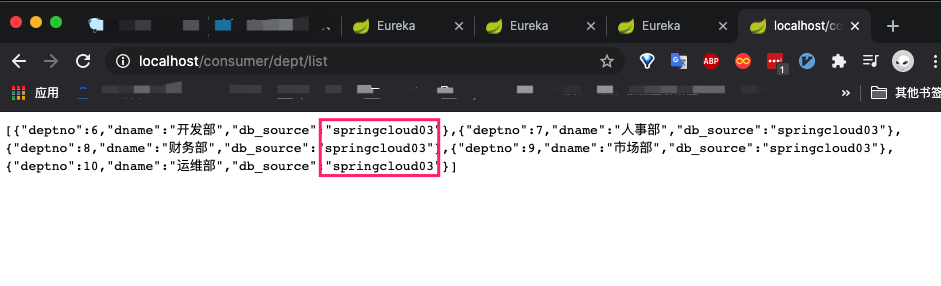 Eureka
Eureka
Eureka
localhost/co
localhost/consumer/dept/list
ABP
1
应用
»
其他书签
[{"deptno":6,"dname":"开发部","db_source":"springcloud03"},{"deptno":7,"dname":"人事部","db_source":"springcloud03"},
{"deptno":8,"dname":"财务部","db_source":"springcloud03"},{"deptno":9,"dname":"市场部","db_source":"springcloud03"},
{"deptno":10,"dname":"运维部","db_source":"springcloud03"}]